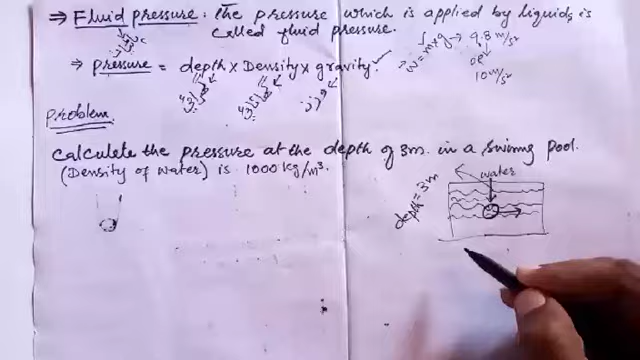 ⇒ Fluid pressure: The pressure which is applied by liquids is
called fluid pressure.
⇒ pressure = depth × Density × gravity. ✓
w = m × g → 9.8 m/s²
or
10 m/s²
Problem
Calculate the pressure at the depth of 3m in a swimg pool.
(Density of water) is 1000 kg/m³.
water
depth = 3m